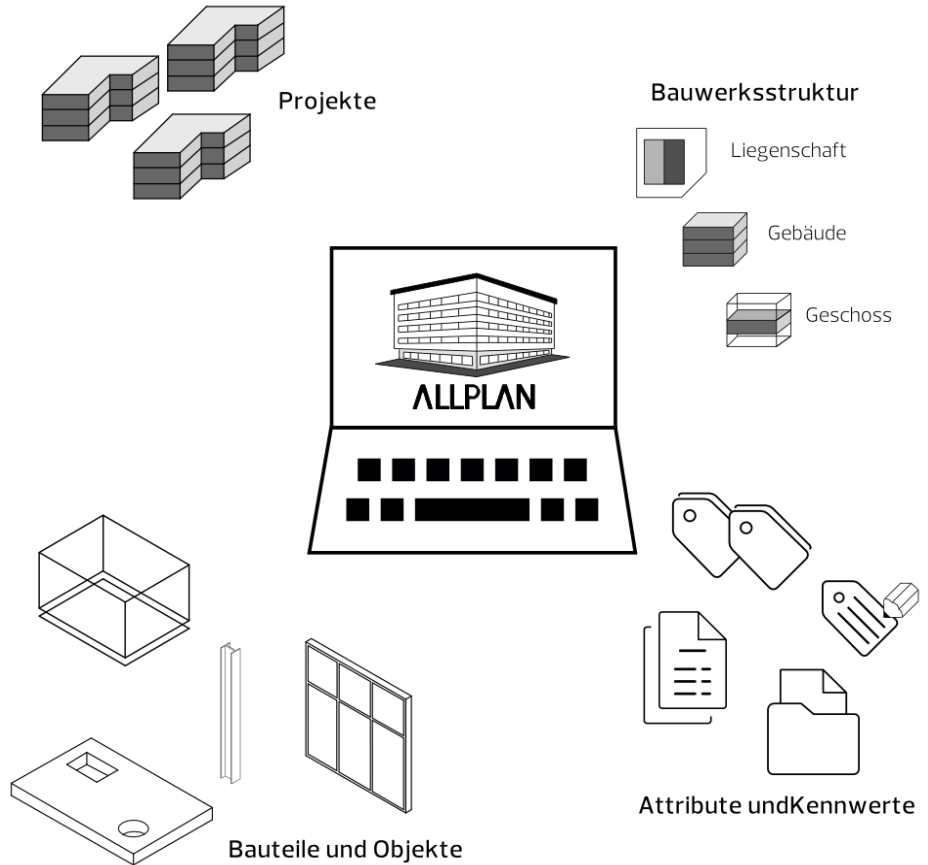 Projekte
Bauwerksstruktur
Liegenschaft
Gebäude
Geschoss
ALLPLAN
Attribute undKennwerte
Bauteile und Objekte